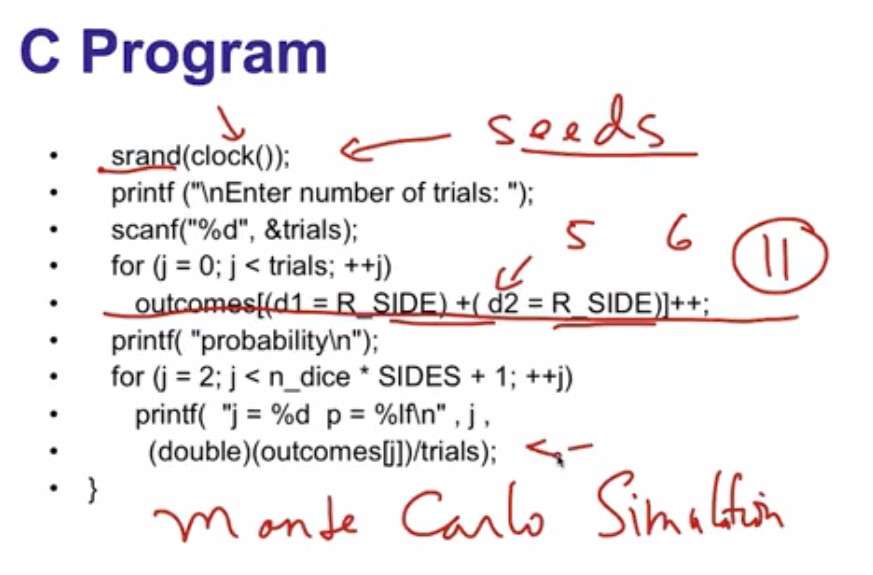 C Program
seeds
• srand(clock());
• printf ("\nEnter number of trials: ");
• scanf("%d", &trials);
5 6 11
• for (j = 0; j < trials; ++j)
• outcomes[(d1 = R_SIDE) +( d2 = R_SIDE)]++;
• printf( "probability\n");
• for (j = 2; j < n_dice * SIDES + 1; ++j)
• printf( "j = %d p = %lf\n" , j ,
• (double)(outcomes[j])/trials);
• }
Monte Carlo Simulation